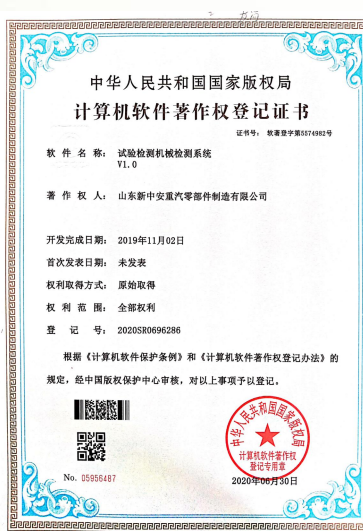 中华人民共和国国家版权局
计算机软件著作权登记证书
证书号： 软著登字第5574982号
软件名称： 试验检测机械检测系统
V1.0
著作权人： 山东新中安重汽零部件制造有限公司
开发完成日期： 2019年11月02日
首次发表日期： 未发表
权利取得方式： 原始取得
权利范围： 全部权利
登记号： 2020SR0696286
根据《计算机软件保护条例》和《计算机软件著作权登记办法》的
规定，经中国版权保护中心审核，对以上事项予以登记。
中华人民共和国国家版权局
计算机软件著作权
登记专用章
No. 05956487
2020年06月30日